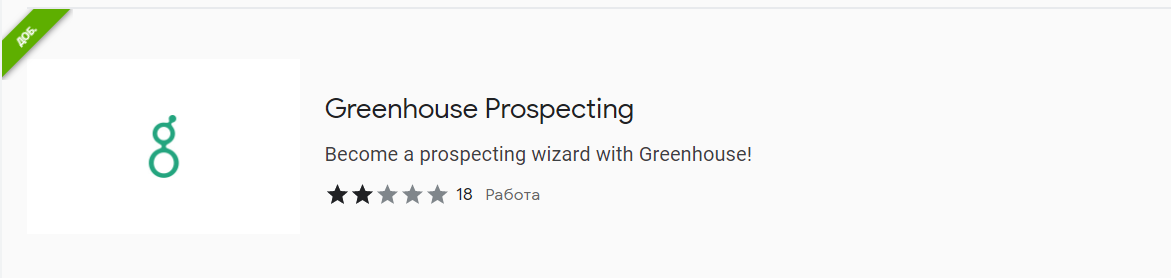 ДОБ.
Greenhouse Prospecting
Become a prospecting wizard with Greenhouse!
18 Работа